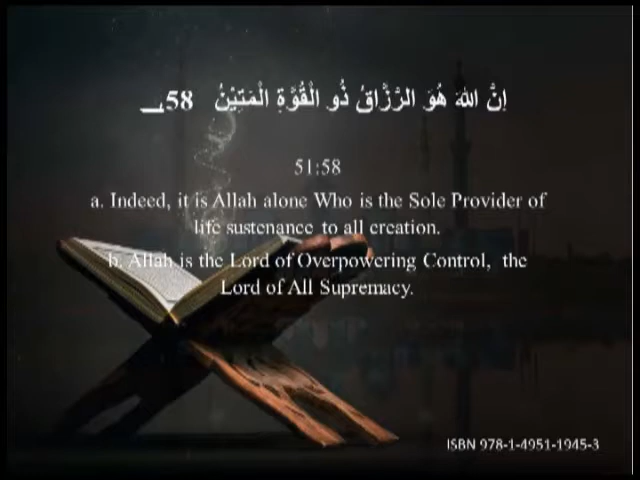 اِنَّ اللهَ هُوَ الرَّزَّاقُ ذُو الْقُوَّةِ الْمَتِيْنُ 58ـ
51:58
a. Indeed, it is Allah alone Who is the Sole Provider of
life sustenance to all creation.
b. Allah is the Lord of Overpowering Control, the
Lord of All Supremacy.
ISBN 978-1-4951-1945-3